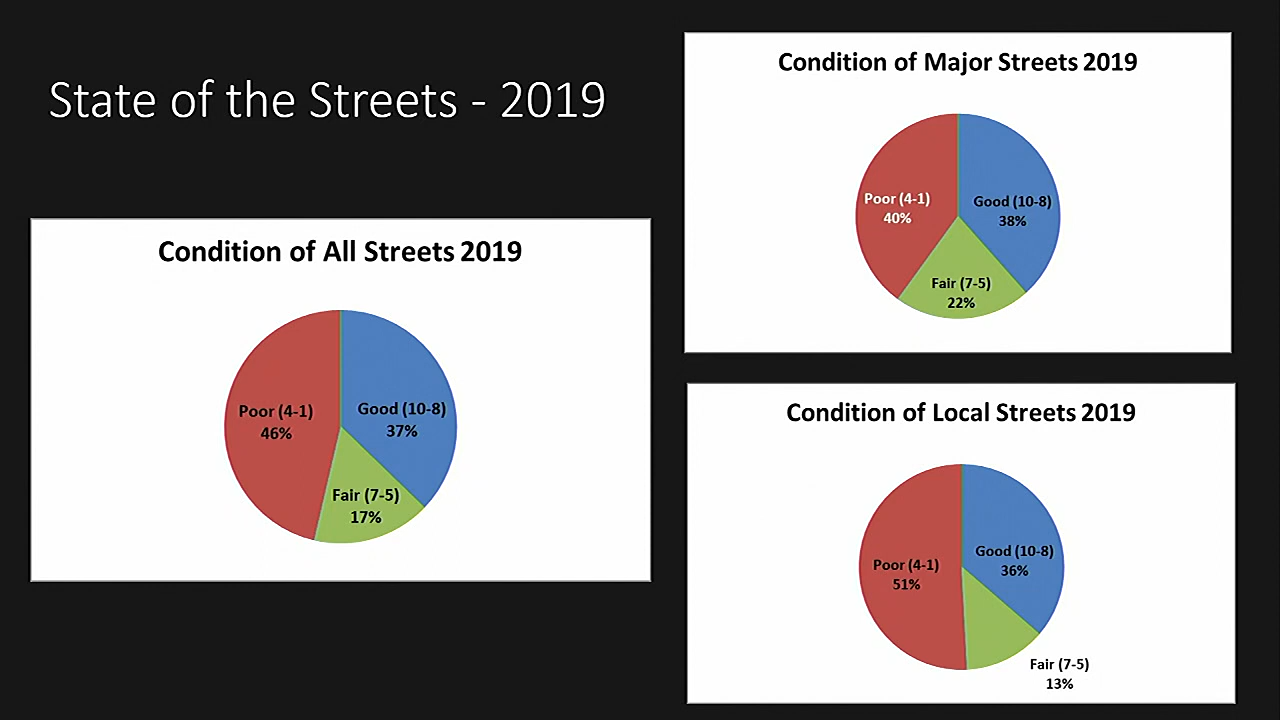 State of the Streets - 2019
Condition of All Streets 2019
Poor (4-1)
46%
Good (10-8)
37%
Fair (7-5)
17%
Condition of Major Streets 2019
Poor (4-1)
40%
Good (10-8)
38%
Fair (7-5)
22%
Condition of Local Streets 2019
Poor (4-1)
51%
Good (10-8)
36%
Fair (7-5)
13%